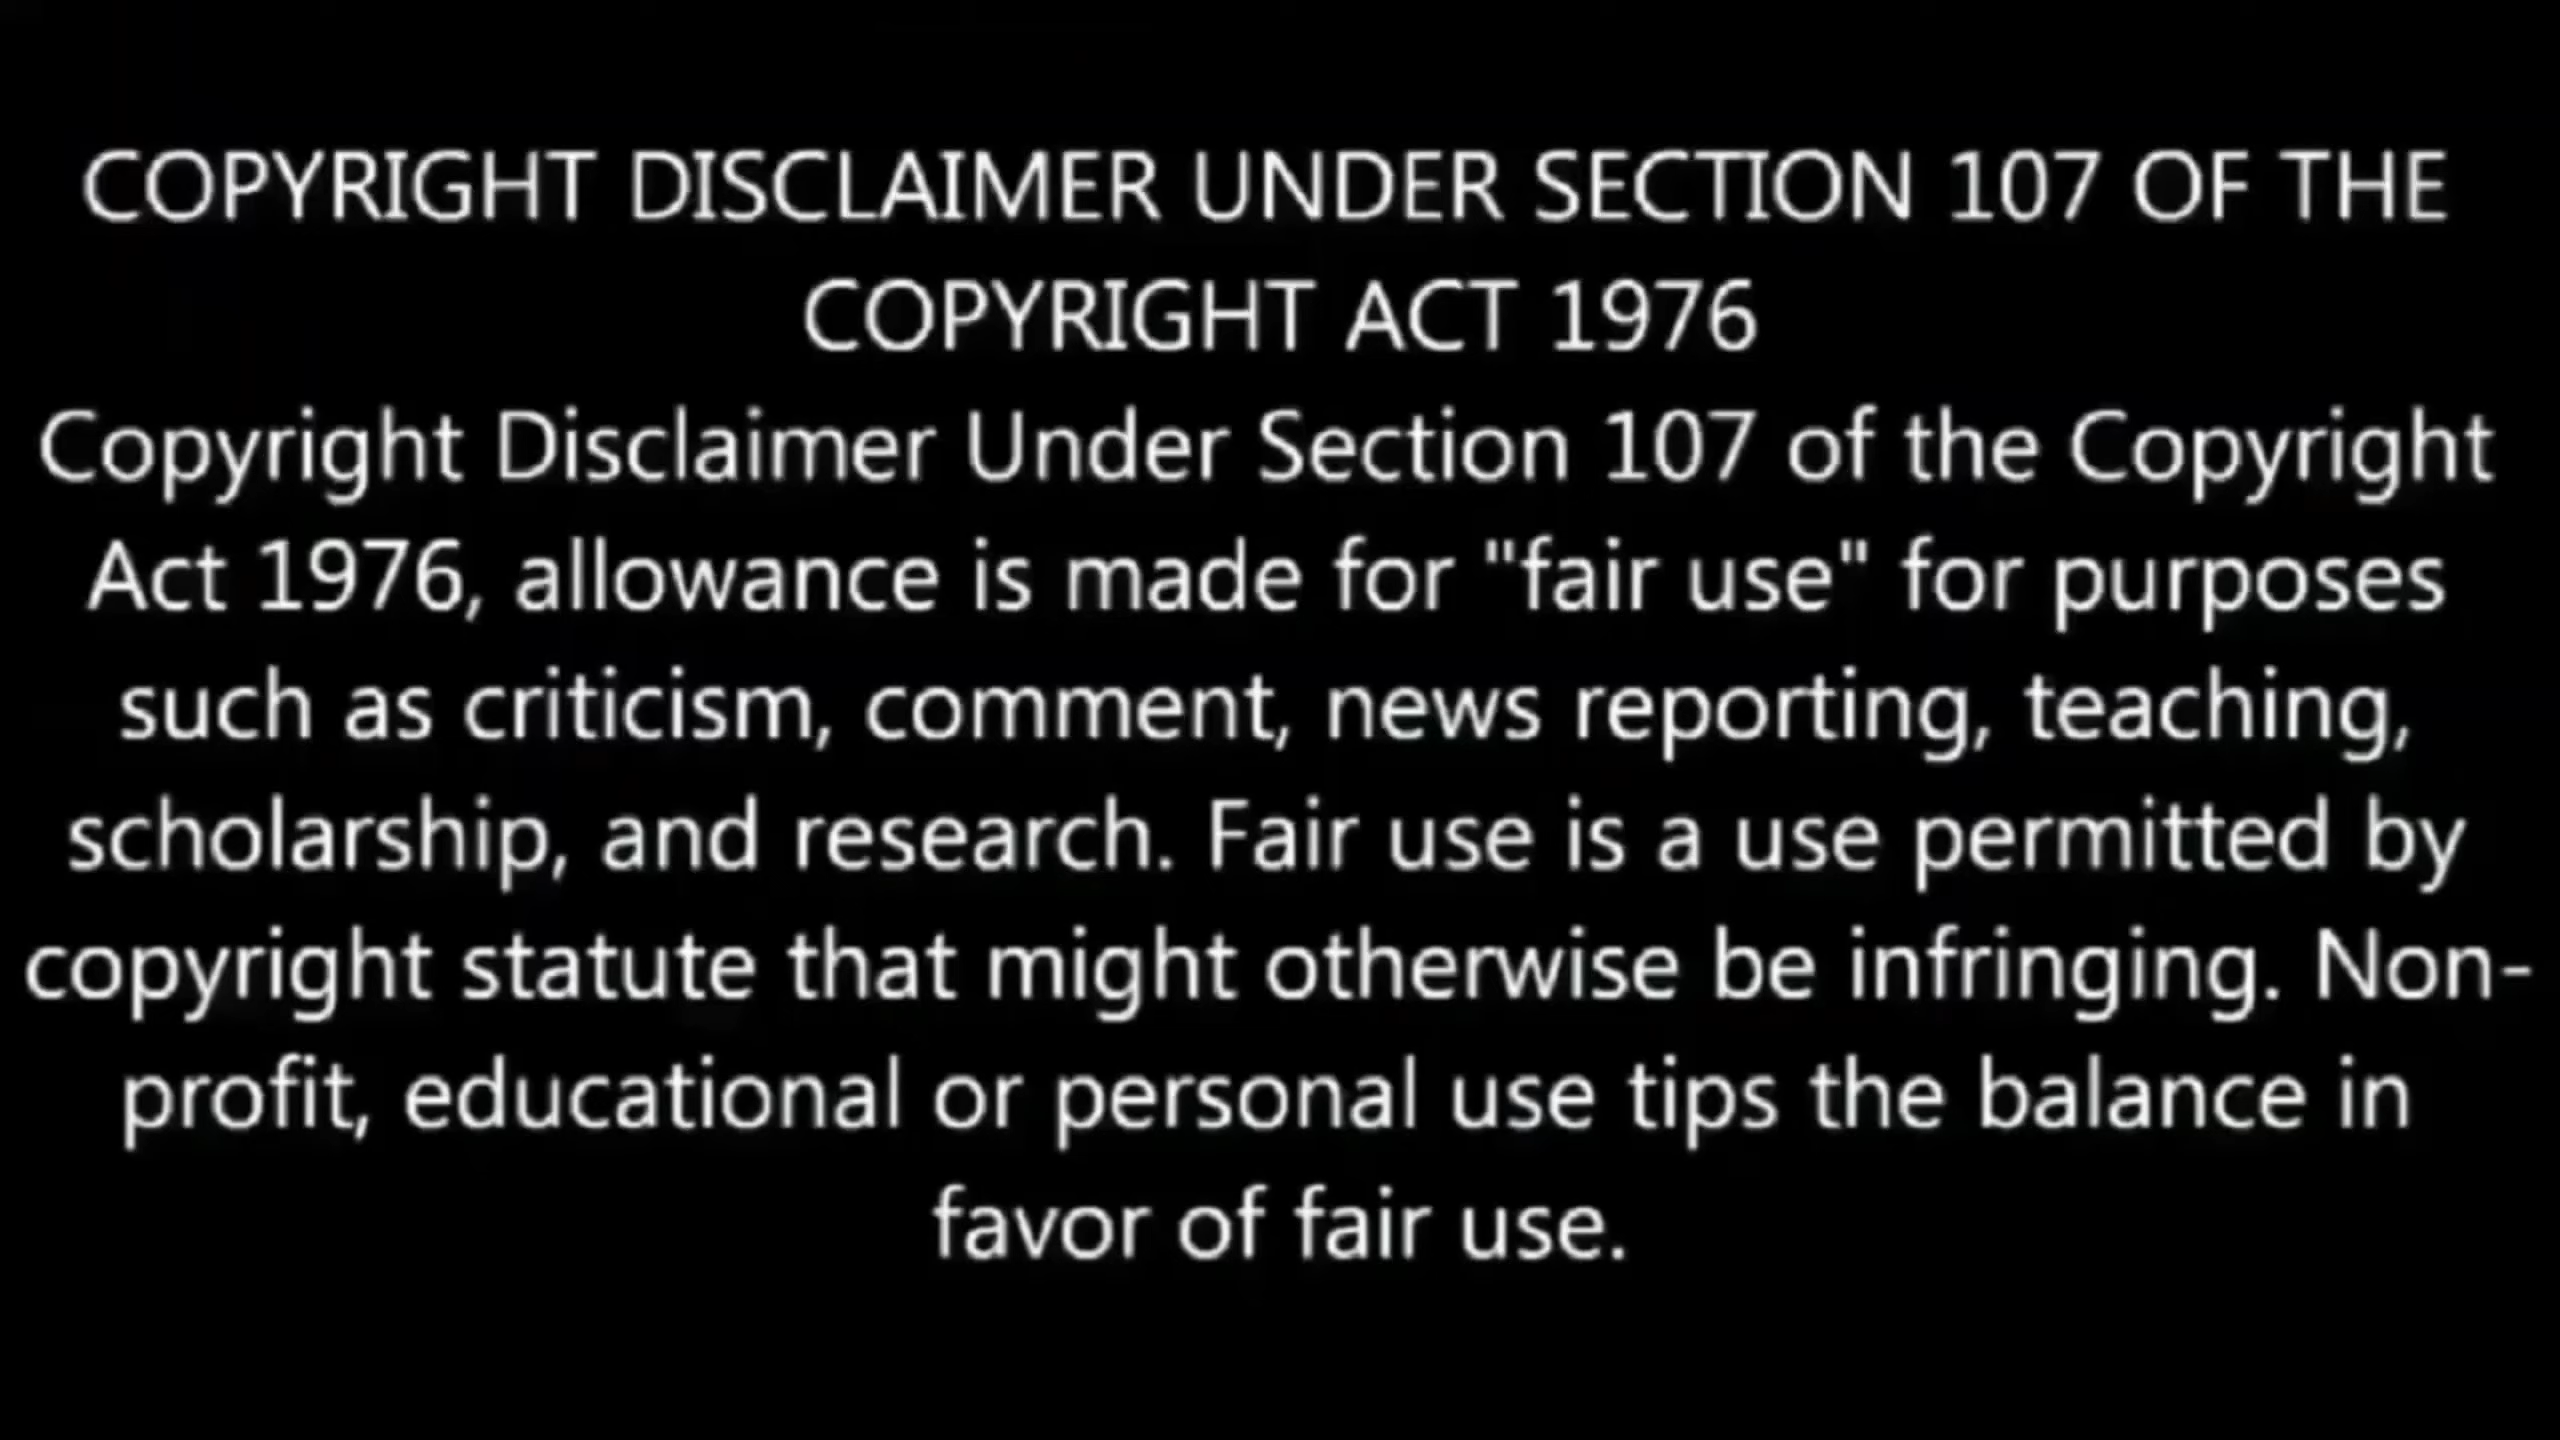 COPYRIGHT DISCLAIMER UNDER SECTION 107 OF THE
COPYRIGHT ACT 1976
Copyright Disclaimer Under Section 107 of the Copyright
Act 1976, allowance is made for "fair use" for purposes
such as criticism, comment, news reporting, teaching,
scholarship, and research. Fair use is a use permitted by
copyright statute that might otherwise be infringing. Non-
profit, educational or personal use tips the balance in
favor of fair use.